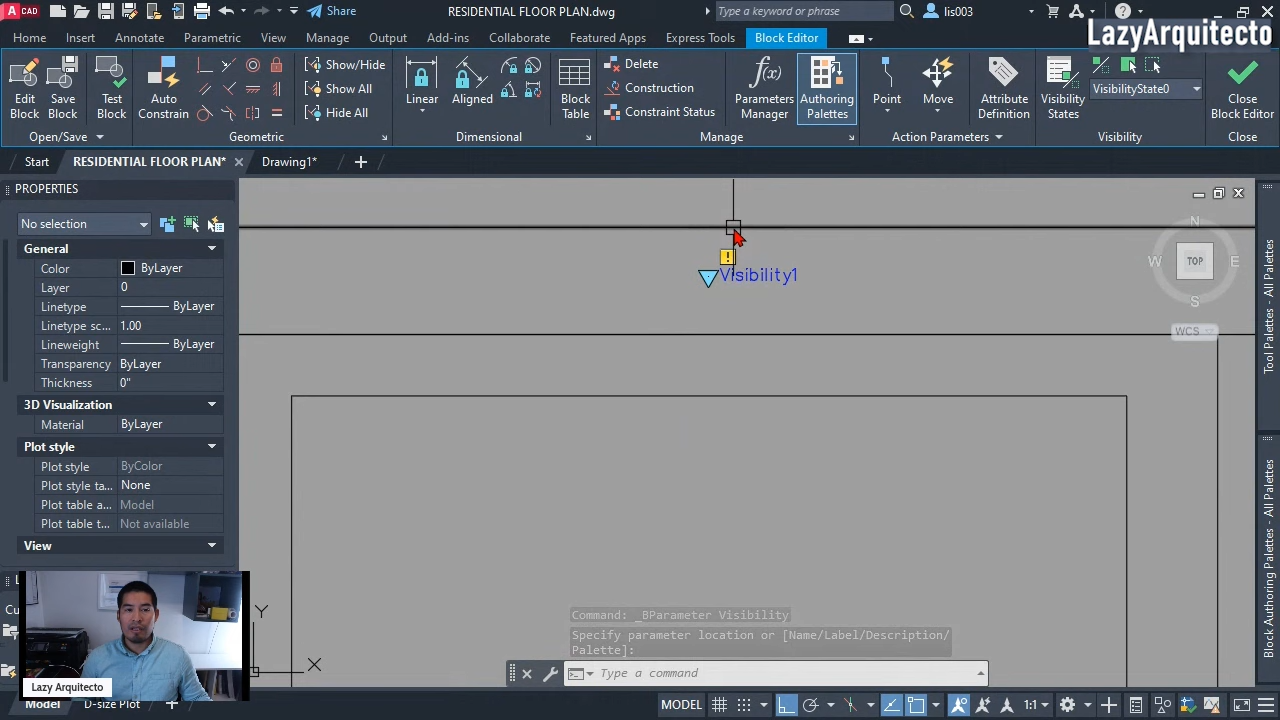 A CAD
Share
RESIDENTIAL FLOOR PLAN.dwg
Type a keyword or phrase
lis003
LazyArquitecto
Home Insert Annotate Parametric View Manage Output Add-ins Collaborate Featured Apps Express Tools Block Editor
Edit Block
Save Block
Test Block
Auto Constrain
Show/Hide
Show All
Hide All
Linear
Aligned
Block Table
Delete
Construction
Constraint Status
f(x)
Parameters Manager
Authoring Palettes
Point
Move
Attribute Definition
Visibility States
VisibilityState0
Close Block Editor
Open/Save
Geometric
Dimensional
Manage
Action Parameters
Visibility
Close
Start
RESIDENTIAL FLOOR PLAN*
Drawing1*
PROPERTIES
No selection
General
Color ByLayer
Layer 0
Linetype ByLayer
Linetype sc... 1.00
Lineweight ByLayer
Transparency ByLayer
Thickness 0"
3D Visualization
Material ByLayer
Plot style
Plot style ByColor
Plot style ta... None
Plot table a... Model
Plot table t... Not available
View
!
Visibility1
N
W TOP E
S
WCS
Tool Palettes - All Palettes
Block Authoring Palettes - All Palettes
Y
X
Lazy Arquitecto
Command: _BParameter Visibility
Specify parameter location or [Name/Label/Description/
Palette]:
Type a command
Model D-size Plot
MODEL
1:1